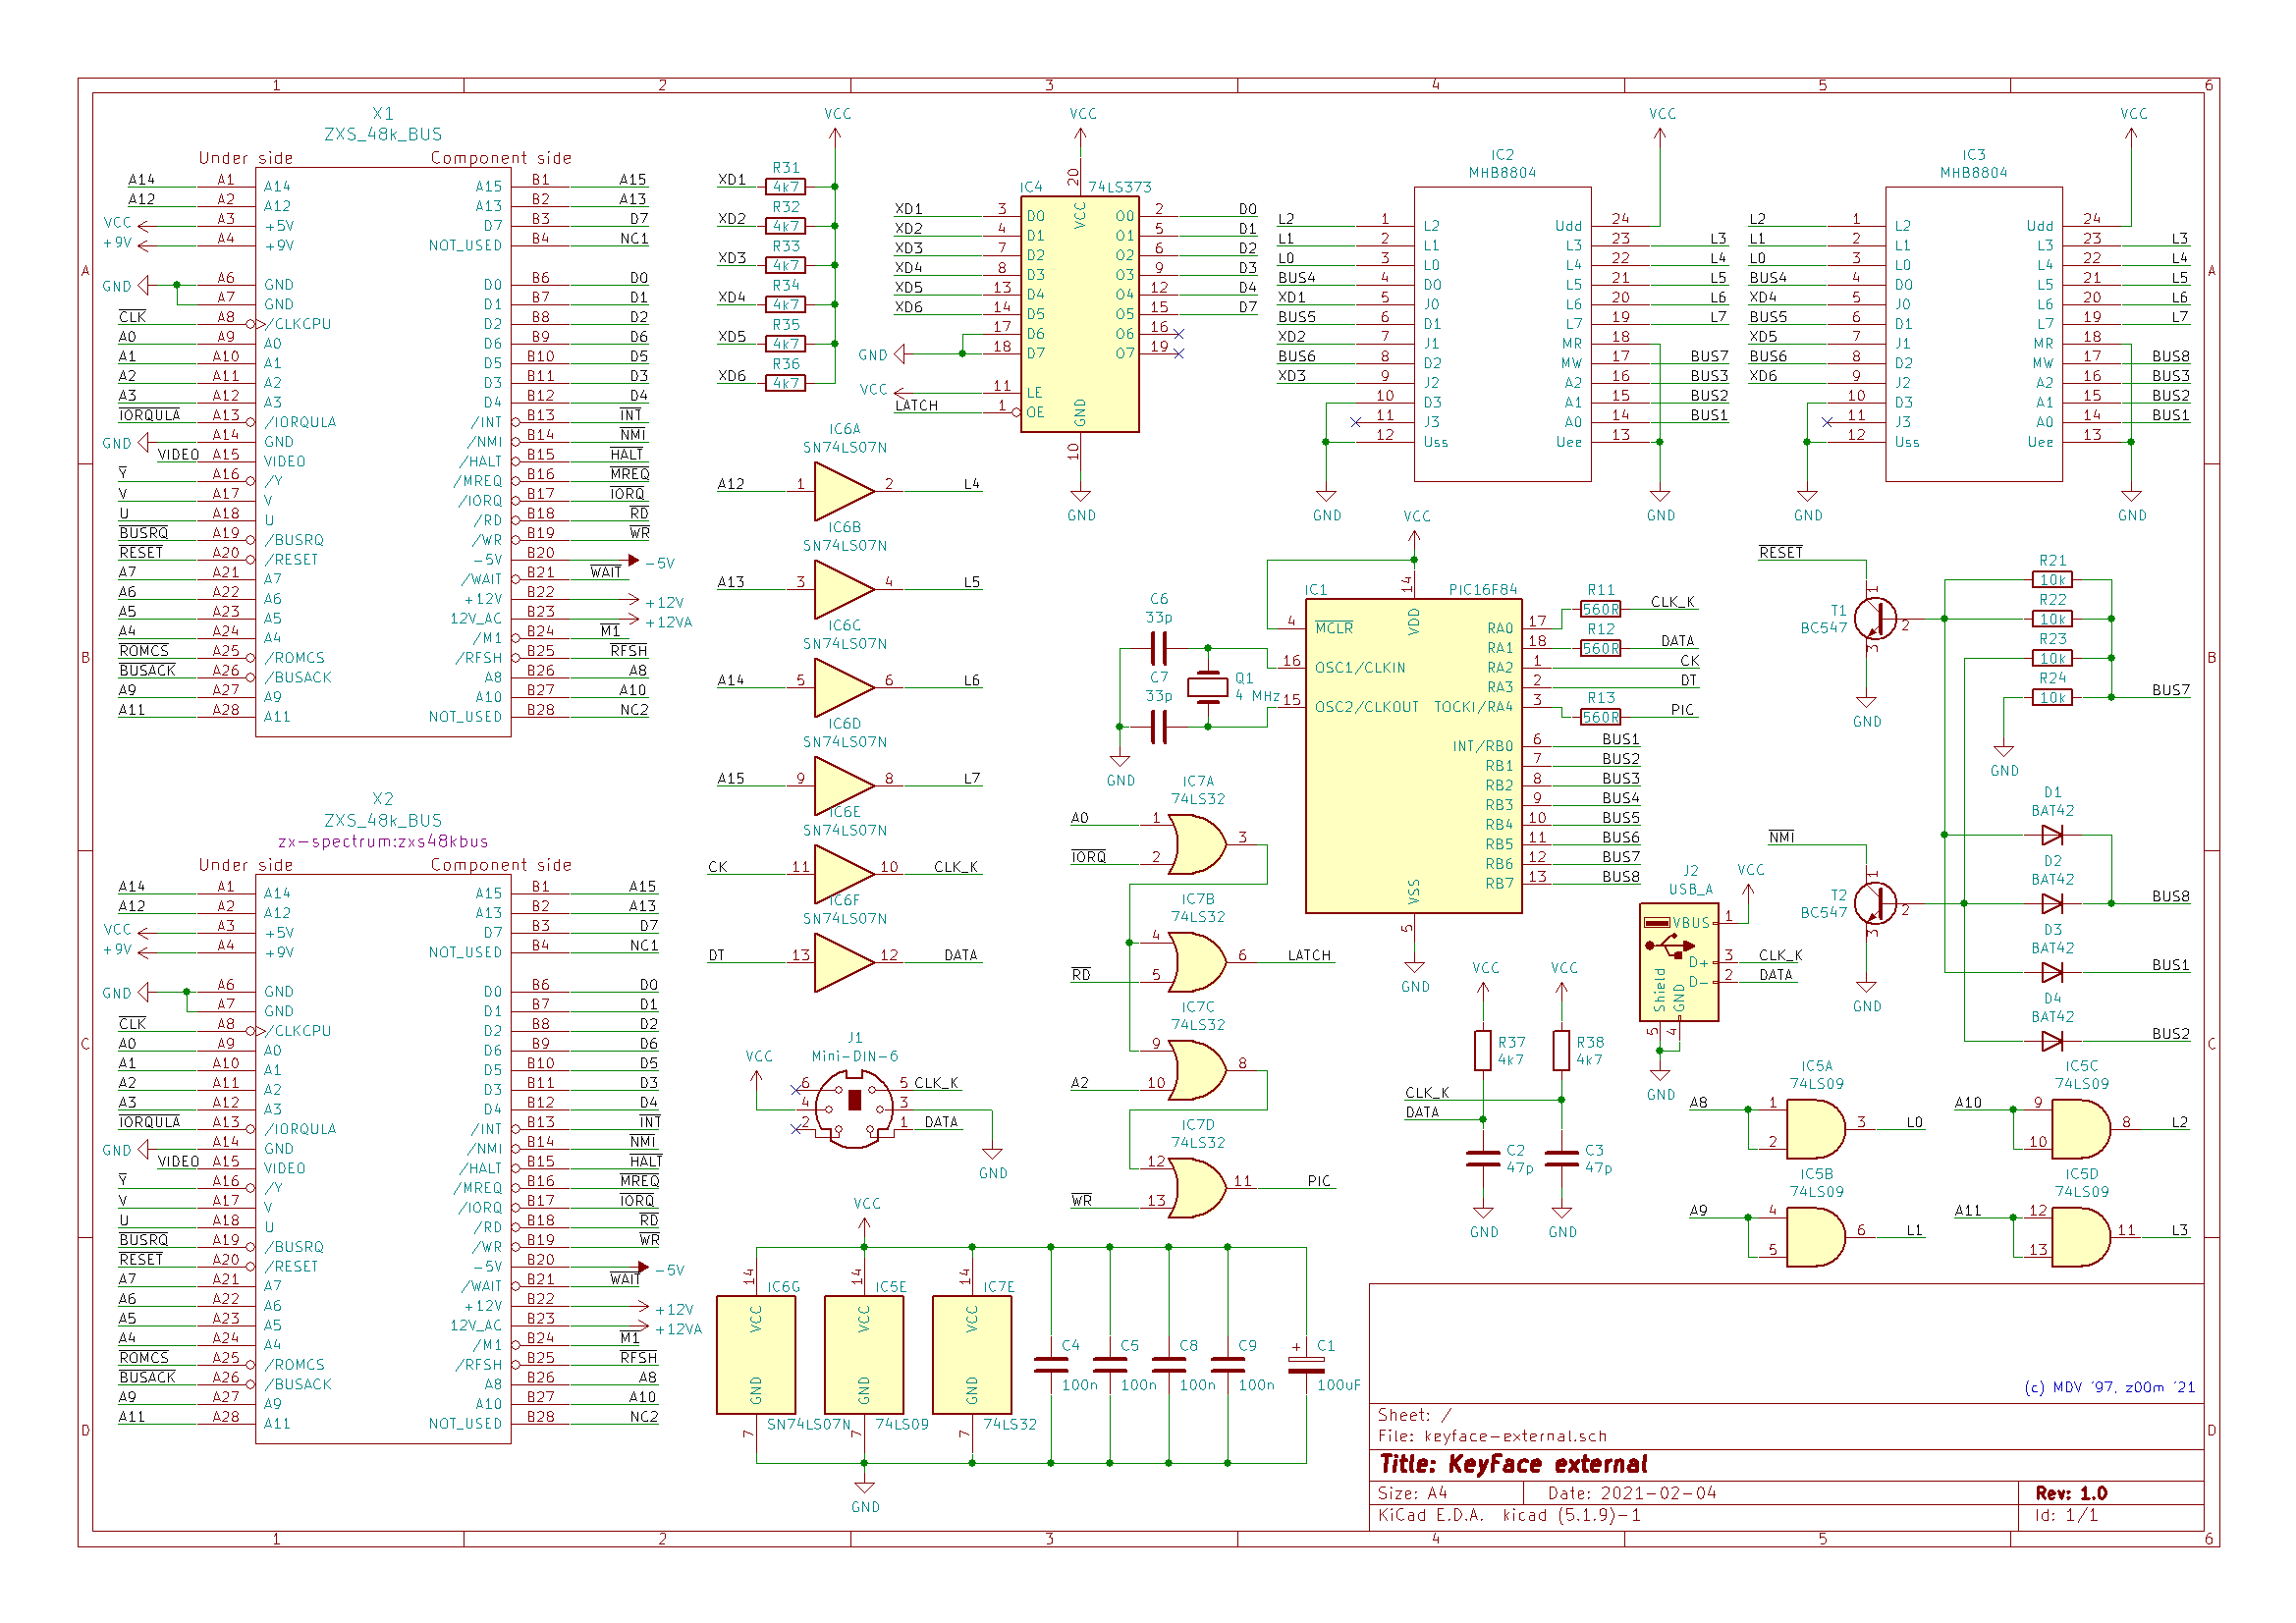 1 2 3 4 5 6
A
B
C
D
X1
ZXS_48k_BUS
Under side Component side
A14 A1 A14 A15 B1 A15
A12 A2 A12 A13 B2 A13
VCC A3 +5V D7 B3 D7
+9V A4 +9V NOT_USED B4 NC1
GND A6 GND D0 B6 D0
A7 GND D1 B7 D1
CLK A8 /CLKCPU D2 B8 D2
A0 A9 A0 D6 B9 D6
A1 A10 A1 D5 B10 D5
A2 A11 A2 D3 B11 D3
A3 A12 A3 D4 B12 D4
IORQULA A13 /IORQULA /INT B13 INT
GND A14 GND /NMI B14 NMI
VIDEO A15 VIDEO /HALT B15 HALT
Y A16 /Y /MREQ B16 MREQ
V A17 V /IORQ B17 IORQ
U A18 U /RD B18 RD
BUSRQ A19 /BUSRQ /WR B19 WR
RESET A20 /RESET -5V B20 -5V
A7 A21 A7 /WAIT B21 WAIT
A6 A22 A6 +12V B22 +12V
A5 A23 A5 12V_AC B23 +12VA
A4 A24 A4 /M1 B24 M1
ROMCS A25 /ROMCS /RFSH B25 RFSH
BUSACK A26 /BUSACK A8 B26 A8
A9 A27 A9 A10 B27 A10
A11 A28 A11 NOT_USED B28 NC2
X2
ZXS_48k_BUS
zx-spectrum:zxs48kbus
Under side Component side
A14 A1 A14 A15 B1 A15
A12 A2 A12 A13 B2 A13
VCC A3 +5V D7 B3 D7
+9V A4 +9V NOT_USED B4 NC1
GND A6 GND D0 B6 D0
A7 GND D1 B7 D1
CLK A8 /CLKCPU D2 B8 D2
A0 A9 A0 D6 B9 D6
A1 A10 A1 D5 B10 D5
A2 A11 A2 D3 B11 D3
A3 A12 A3 D4 B12 D4
IORQULA A13 /IORQULA /INT B13 INT
GND A14 GND /NMI B14 NMI
VIDEO A15 VIDEO /HALT B15 HALT
Y A16 /Y /MREQ B16 MREQ
V A17 V /IORQ B17 IORQ
U A18 U /RD B18 RD
BUSRQ A19 /BUSRQ /WR B19 WR
RESET A20 /RESET -5V B20 -5V
A7 A21 A7 /WAIT B21 WAIT
A6 A22 A6 +12V B22 +12V
A5 A23 A5 12V_AC B23 +12VA
A4 A24 A4 /M1 B24 M1
ROMCS A25 /ROMCS /RFSH B25 RFSH
BUSACK A26 /BUSACK A8 B26 A8
A9 A27 A9 A10 B27 A10
A11 A28 A11 NOT_USED B28 NC2
VCC
XD1 R31 4k7
XD2 R32 4k7
XD3 R33 4k7
XD4 R34 4k7
XD5 R35 4k7
XD6 R36 4k7
VCC
IC4 20 74LS373
VCC
XD1 3 D0 O0 2 D0
XD2 4 D1 O1 5 D1
XD3 7 D2 O2 6 D2
XD4 8 D3 O3 9 D3
XD5 13 D4 O4 12 D4
XD6 14 D5 O5 15 D7
17 D6 O6 16
GND 18 D7 O7 19
VCC 11 LE
LATCH 1 OE
GND
10
GND
VCC
IC2
MHB8804
L2 1 L2 Udd 24
L1 2 L1 L3 23 L3
L0 3 L0 L4 22 L4
BUS4 4 D0 L5 21 L5
XD1 5 J0 L6 20 L6
BUS5 6 D1 L7 19 L7
XD2 7 J1 MR 18
BUS6 8 D2 MW 17 BUS7
XD3 9 J2 A2 16 BUS3
10 D3 A1 15 BUS2
11 J3 A0 14 BUS1
12 Uss Uee 13
GND GND
VCC
IC3
MHB8804
L2 1 L2 Udd 24
L1 2 L1 L3 23 L3
L0 3 L0 L4 22 L4
BUS4 4 D0 L5 21 L5
XD4 5 J0 L6 20 L6
BUS5 6 D1 L7 19 L7
XD5 7 J1 MR 18
BUS6 8 D2 MW 17 BUS8
XD6 9 J2 A2 16 BUS3
10 D3 A1 15 BUS2
11 J3 A0 14 BUS1
12 Uss Uee 13
GND GND
IC6A
SN74LS07N
A12 1 2 L4
IC6B
SN74LS07N
A13 3 4 L5
IC6C
SN74LS07N
A14 5 6 L6
IC6D
SN74LS07N
A15 9 8 L7
IC6E
SN74LS07N
CK 11 10 CLK_K
IC6F
SN74LS07N
DT 13 12 DATA
VCC
IC1 14 PIC16F84
VDD
4 MCLR RA0 17 R11 560R CLK_K
RA1 18 R12 560R DATA
16 OSC1/CLKIN RA2 1 CK
RA3 2 DT
15 OSC2/CLKOUT TOCKI/RA4 3 R13 560R PIC
INT/RB0 6 BUS1
RB1 7 BUS2
RB2 8 BUS3
RB3 9 BUS4
RB4 10 BUS5
RB5 11 BUS6
RB6 12 BUS7
RB7 13 BUS8
VSS
5
GND
C6
33p
C7
33p
Q1
4 MHz
GND
IC7A
74LS32
A0 1 3
IORQ 2
IC7B
74LS32
4 6 LATCH
RD 5
IC7C
74LS32
9 8
A2 10
IC7D
74LS32
12 11 PIC
WR 13
RESET
T1
BC547
1 2 3
GND
R21
10k
R22
10k
R23
10k
R24
10k
BUS7
GND
NMI
T2
BC547
1 2 3
GND
D1
BAT42
D2
BAT42
BUS8
D3
BAT42
BUS1
D4
BAT42
BUS2
J2
USB_A
VCC
VBUS 1
D+ 3 CLK_K
D- 2 DATA
Shield GND
5 4
GND
VCC VCC
R37
4k7
R38
4k7
CLK_K
DATA
C2
47p
C3
47p
GND GND
J1
Mini-DIN-6
VCC
6 5 CLK_K
4 3
2 1 DATA
GND
IC5A
74LS09
A8 1 3 L0
2
IC5B
74LS09
A9 4 6 L1
5
IC5C
74LS09
A10 9 8 L2
10
IC5D
74LS09
A11 12 11 L3
13
VCC
14 IC6G 14 IC5E 14 IC7E
VCC VCC VCC
GND GND GND
7 SN74LS07N 7 74LS09 7 74LS32
C4
100n
C5
100n
C8
100n
C9
100n
+ C1
100uF
GND
(c) MDV '97, z00m '21
Sheet: /
File: keyface-external.sch
Title: KeyFace external
Size: A4 Date: 2021-02-04 Rev: 1.0
KiCad E.D.A. kicad (5.1.9)-1 Id: 1/1
A
B
C
D
1 2 3 4 5 6